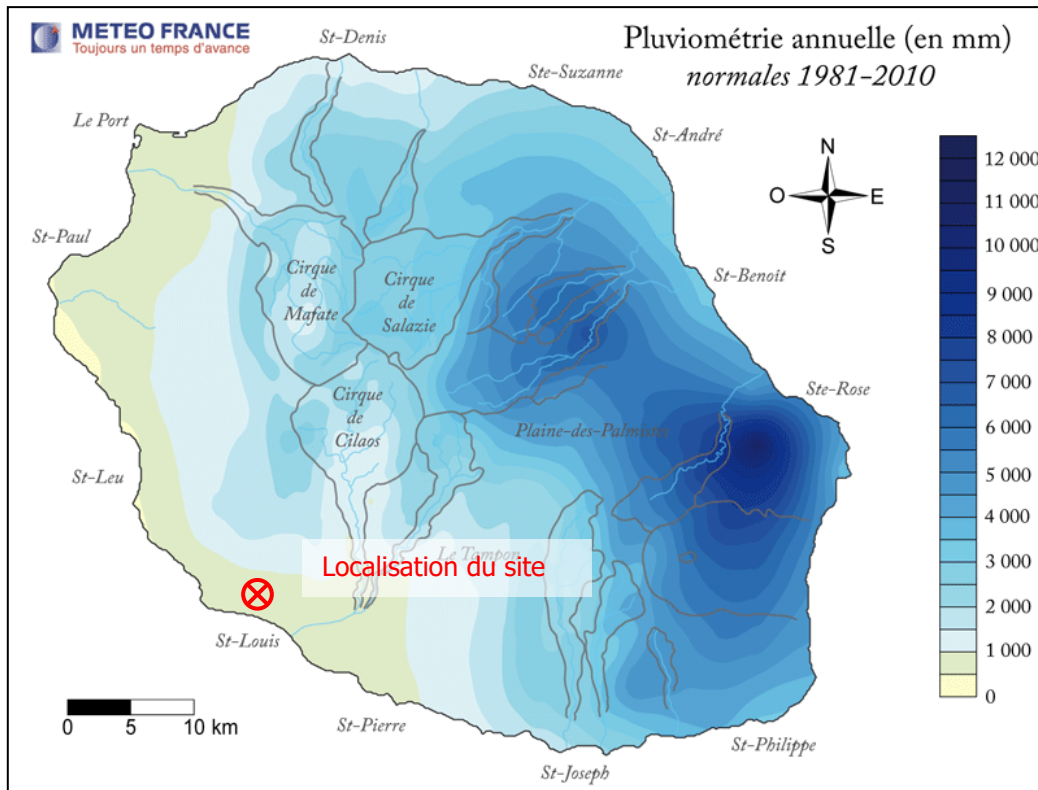 METEO FRANCE
Toujours un temps d'avance
Pluviométrie annuelle (en mm)
normales 1981-2010
St-Denis
Ste-Suzanne
Le Port
St-André
N
O
E
S
12 000
11 000
10 000
9 000
8 000
7 000
6 000
5 000
4 000
3 000
2 000
1 000
0
St-Paul
St-Benoît
Cirque
de
Mafate
Cirque
de
Salazie
Ste-Rose
Cirque
de
Cilaos
Plaine-des-Palmistes
St-Leu
Le Tampon
Localisation du site
St-Louis
0 5 10 km
St-Pierre
St-Philippe
St-Joseph